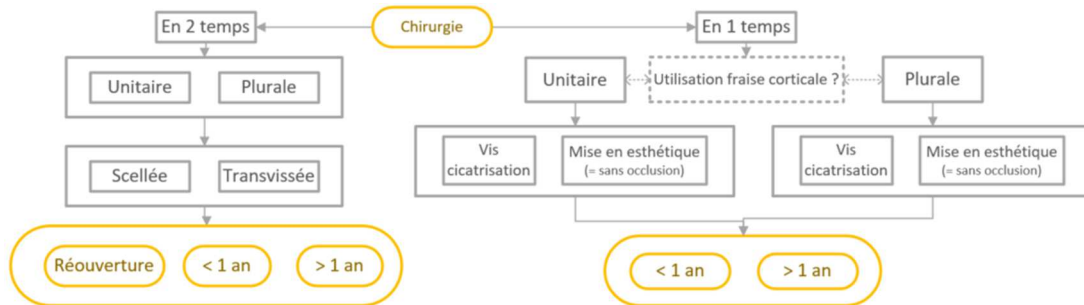 Chirurgie
En 2 temps
En 1 temps
Unitaire
Plurale
Scellée
Transvissée
Réouverture
< 1 an
> 1 an
Utilisation fraise corticale ?
Unitaire
Plurale
Vis
cicatrisation
Mise en esthétique
(= sans occlusion)
Vis
cicatrisation
Mise en esthétique
(= sans occlusion)
< 1 an
> 1 an